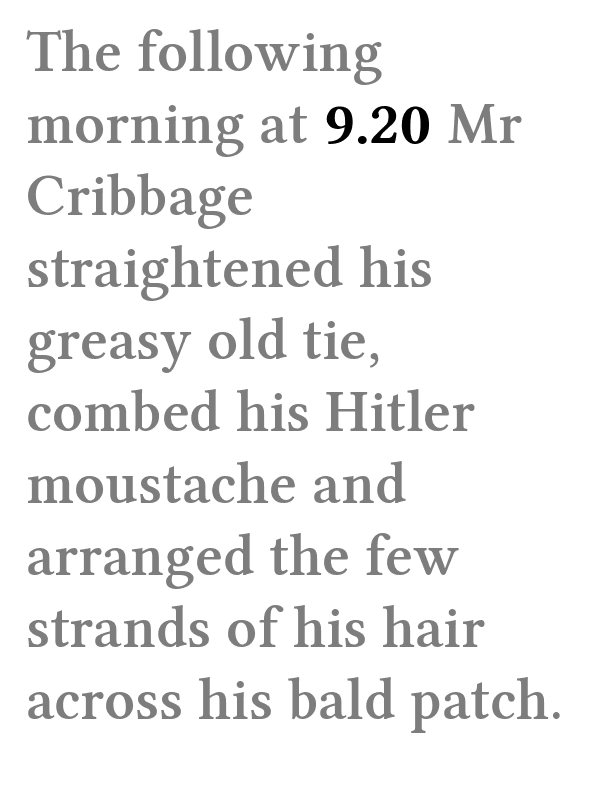 The following
morning at 9.20 Mr
Cribbage
straightened his
greasy old tie,
combed his Hitler
moustache and
arranged the few
strands of his hair
across his bald patch.